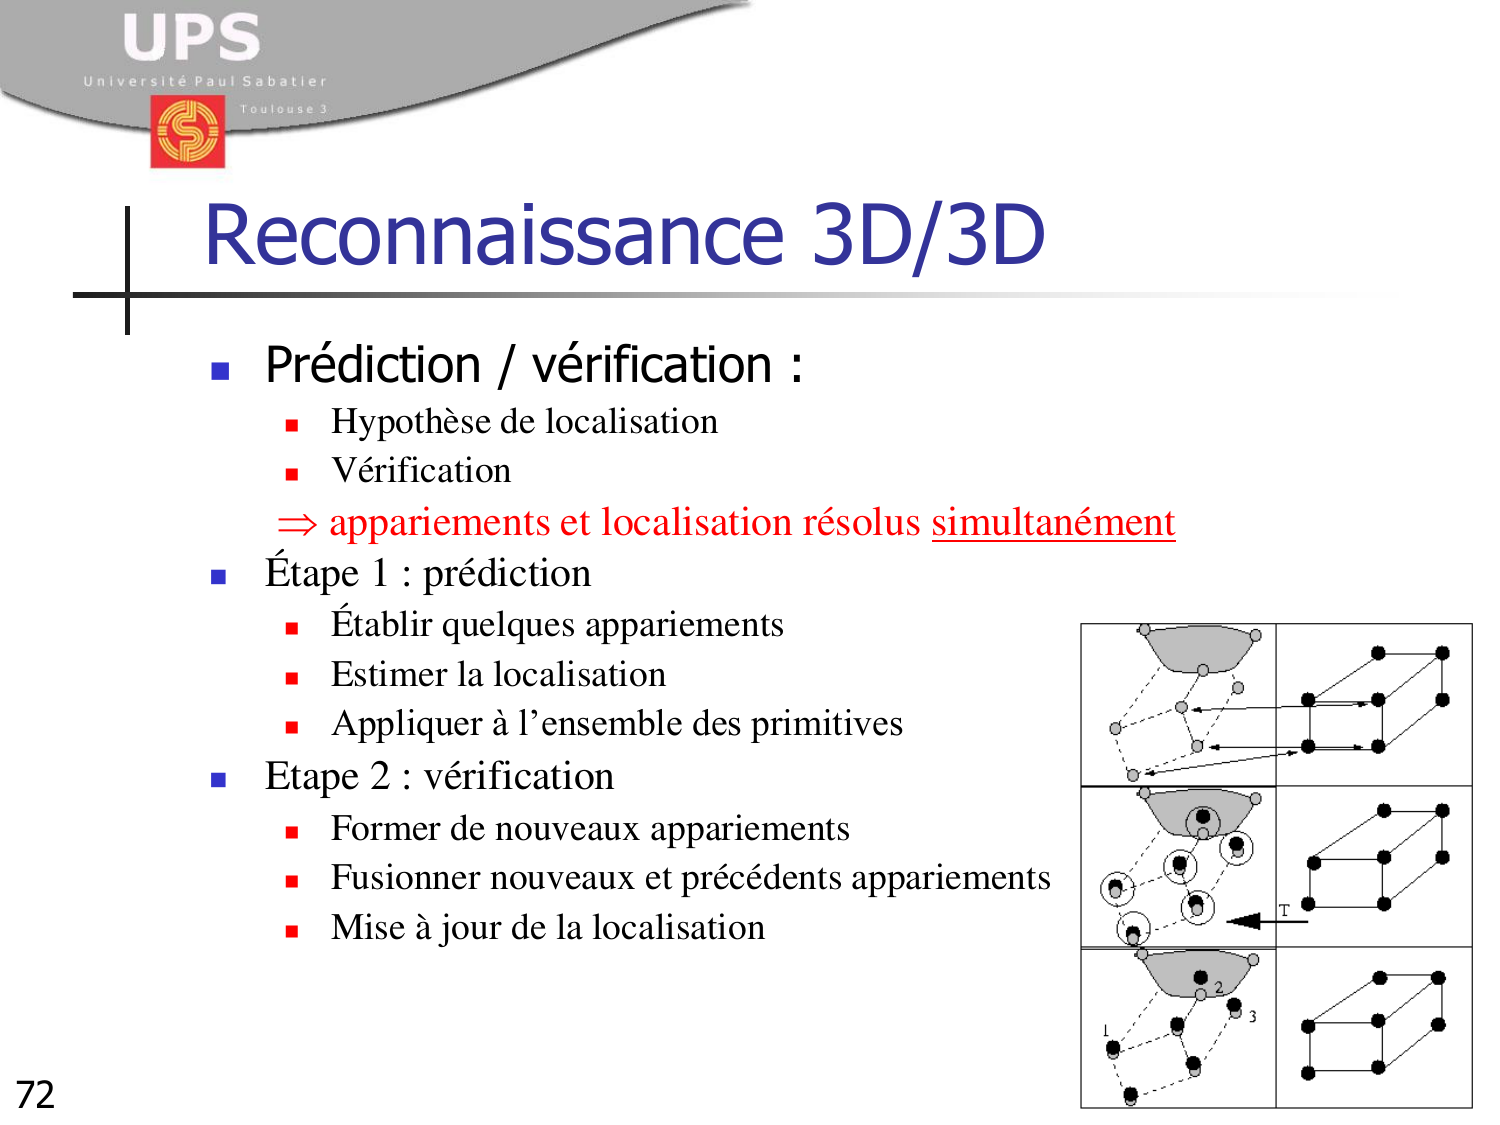 UPS
Université Paul Sabatier
Toulouse 3
Reconnaissance 3D/3D
Prédiction / vérification :
Hypothèse de localisation
Vérification
⇒ appariements et localisation résolus simultanément
Étape 1 : prédiction
Établir quelques appariements
Estimer la localisation
Appliquer à l’ensemble des primitives
Etape 2 : vérification
Former de nouveaux appariements
Fusionner nouveaux et précédents appariements
Mise à jour de la localisation
T
2
3
1
72